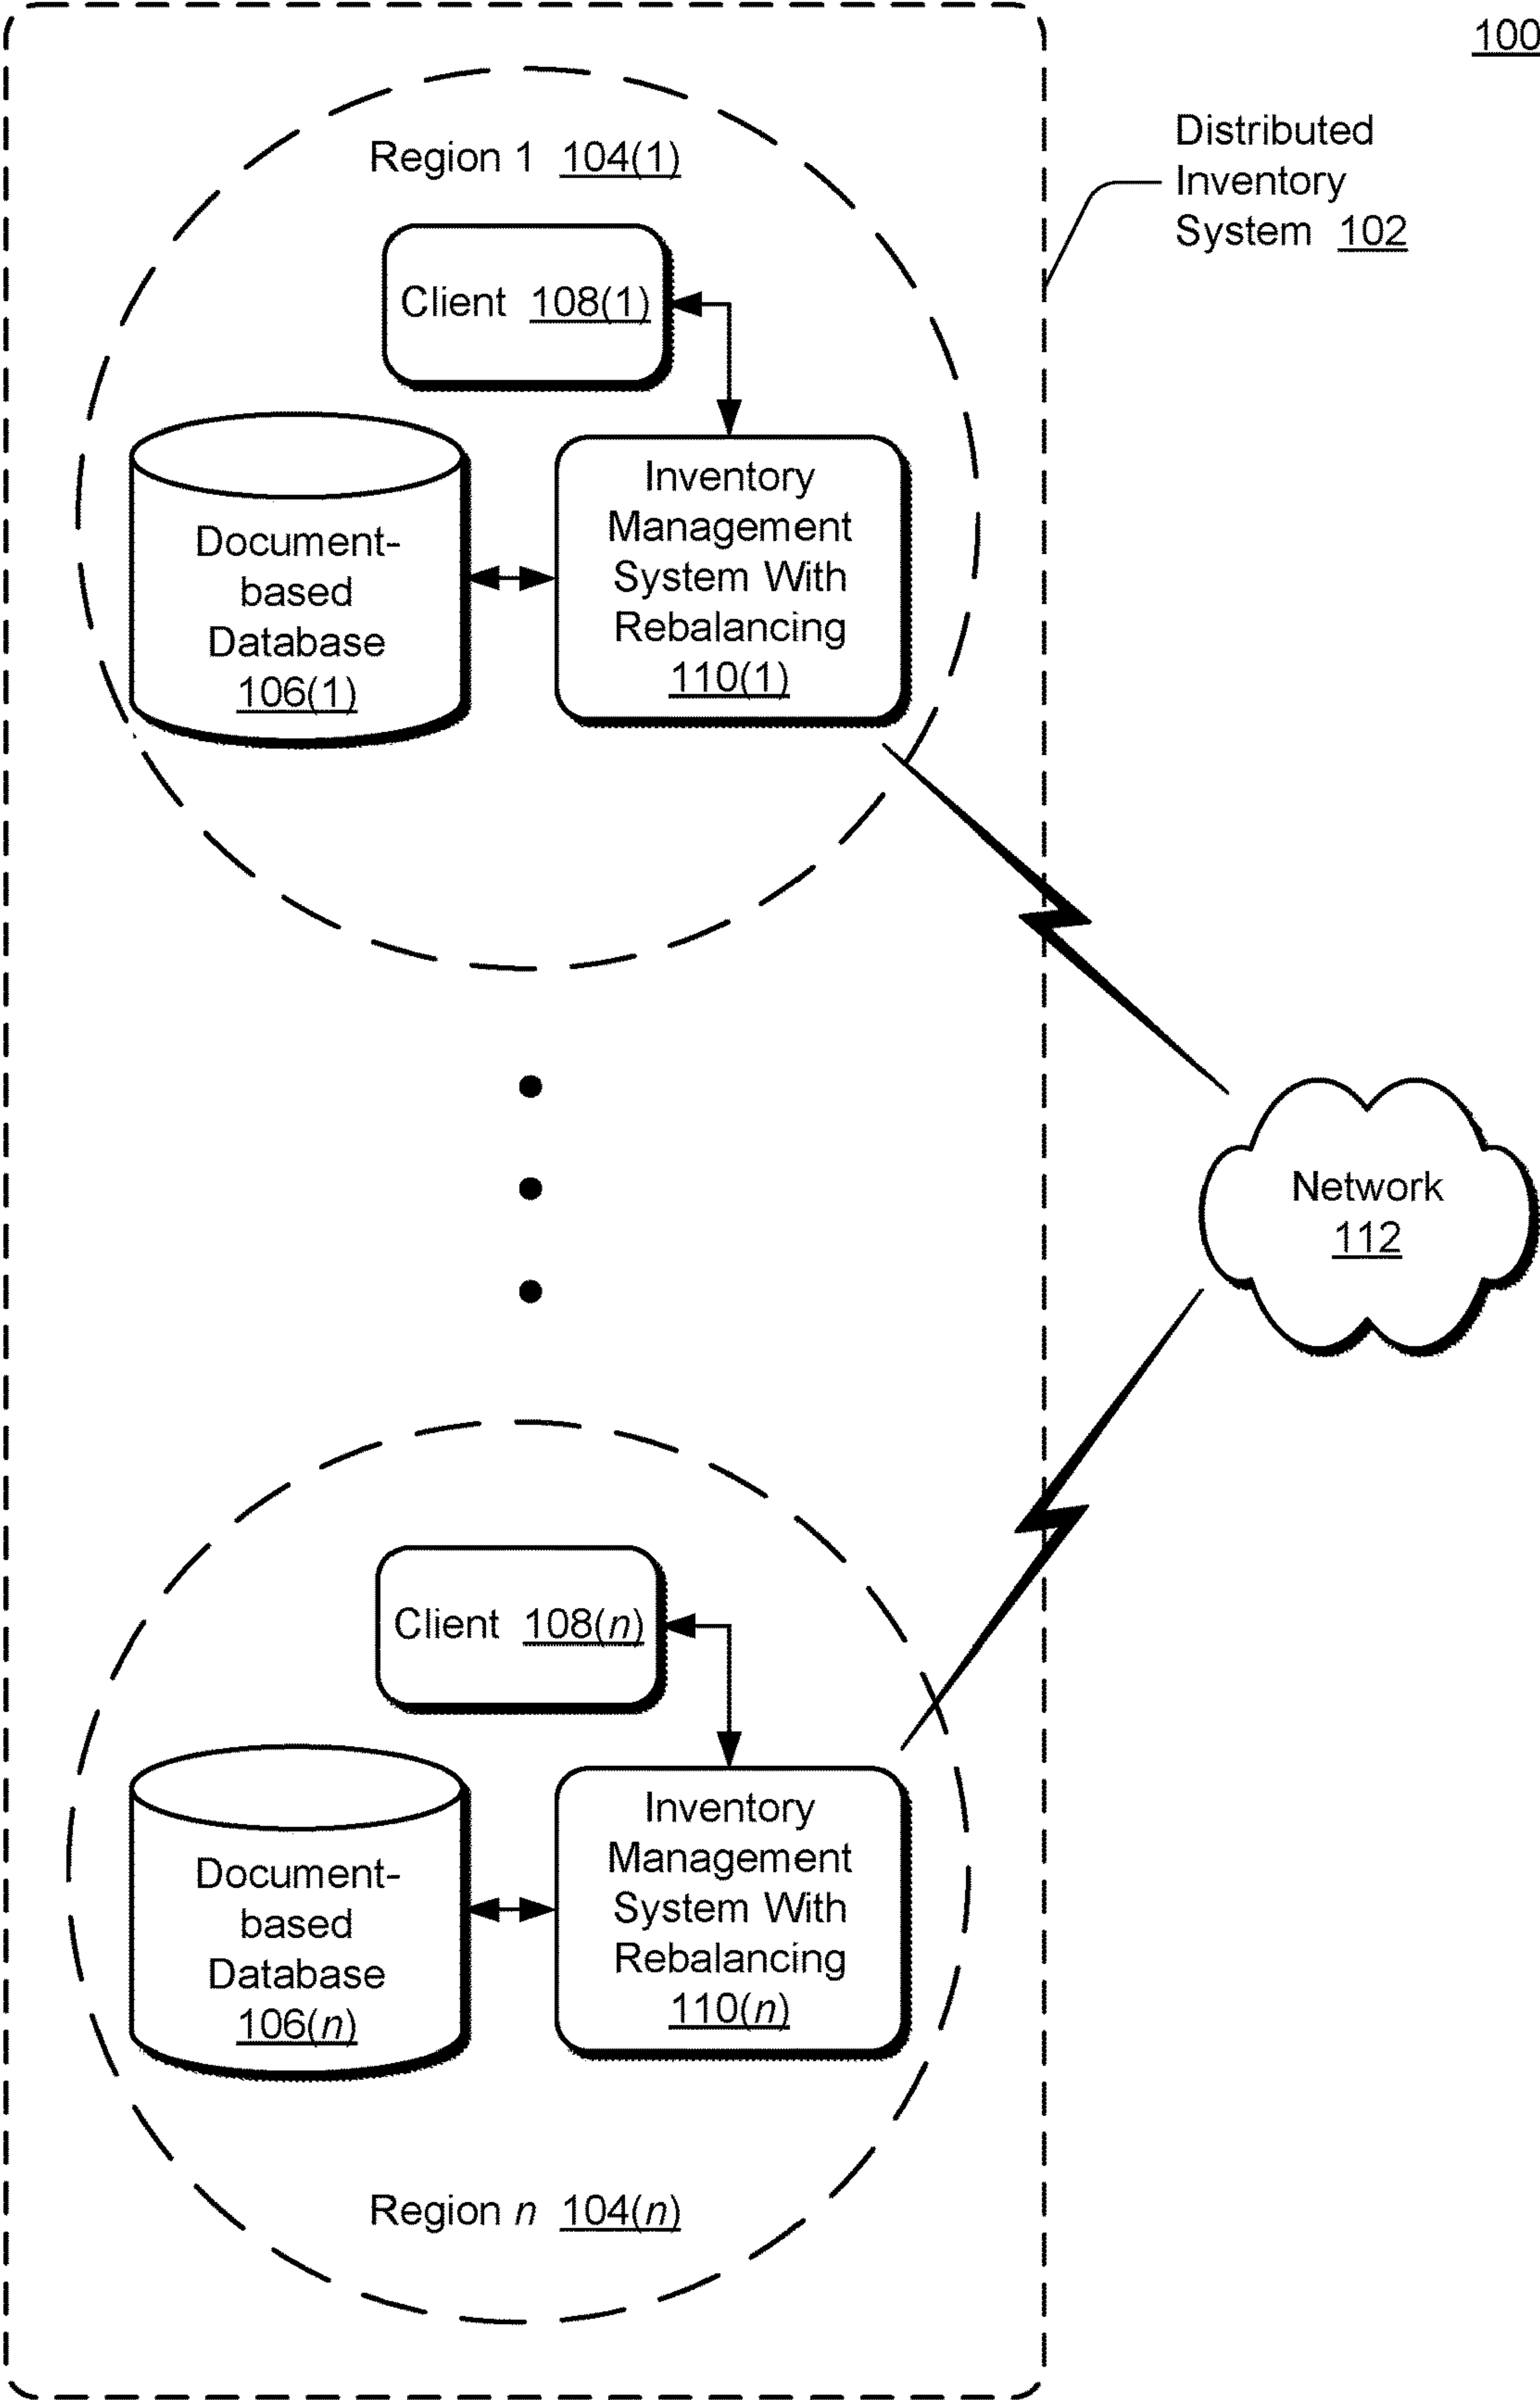 100
Distributed
Inventory
System 102
Region 1 104(1)
Client 108(1)
Document-
based
Database
106(1)
Inventory
Management
System With
Rebalancing
110(1)
Network
112
Client 108(n)
Document-
based
Database
106(n)
Inventory
Management
System With
Rebalancing
110(n)
Region n 104(n)